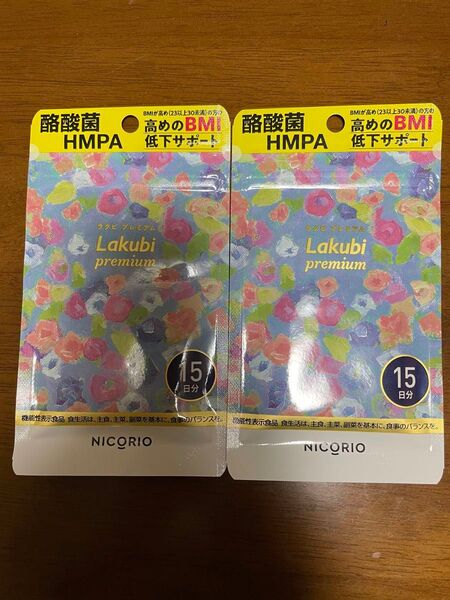 酪酸菌
HMPA
BMIが高め(23以上30未満)の方の
高めのBMI
低下サポート
ラクビ プレミアム
Lakubi
premium
15
日分
機能性表示食品 食生活は、主食、主菜、副菜を基本に、食事のバランスを。
NICORIO
酪酸菌
HMPA
BMIが高め(23以上30未満)の方の
高めのBMI
低下サポート
ラクビ プレミアム
Lakubi
premium
15
日分
機能性表示食品 食生活は、主食、主菜、副菜を基本に、食事のバランスを。
NICORIO